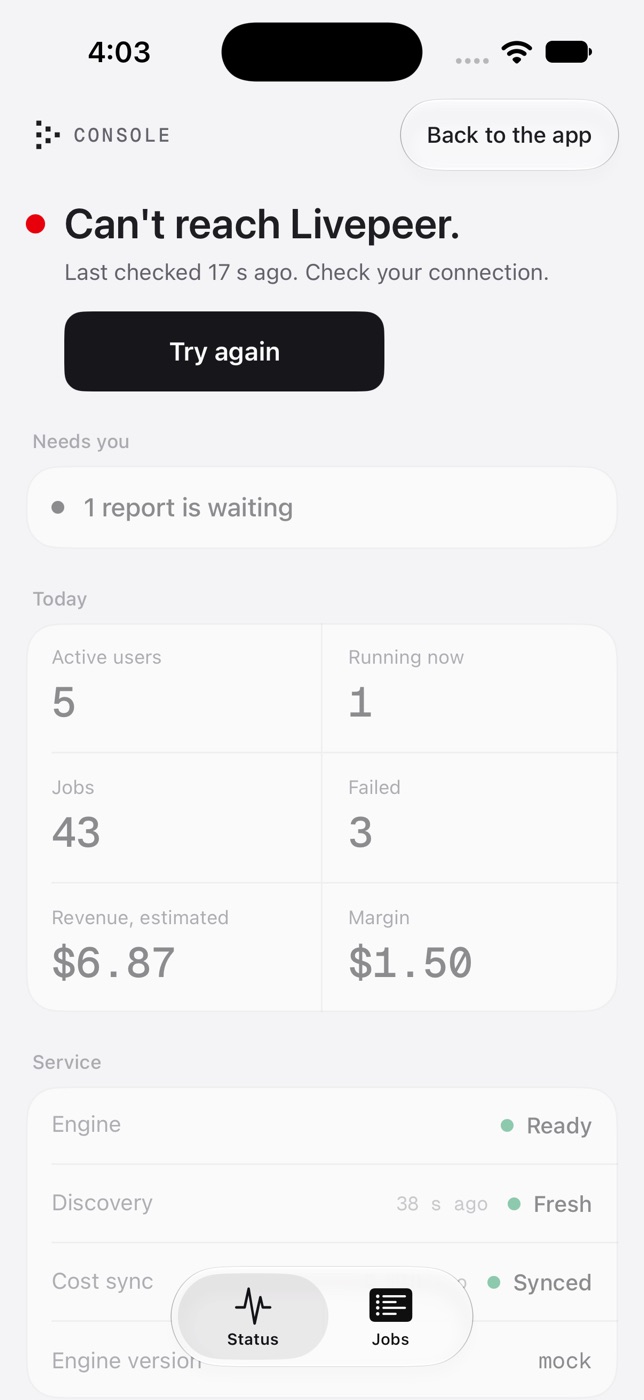 4:03
CONSOLE
Back to the app
Can't reach Livepeer.
Last checked 17 s ago. Check your connection.
Try again
Needs you
1 report is waiting
Today
Active users
5
Running now
1
Jobs
43
Failed
3
Revenue, estimated
$6.87
Margin
$1.50
Service
Engine
Ready
Discovery
38 s ago
Fresh
Cost sync
Synced
Engine version
mock
Status
Jobs